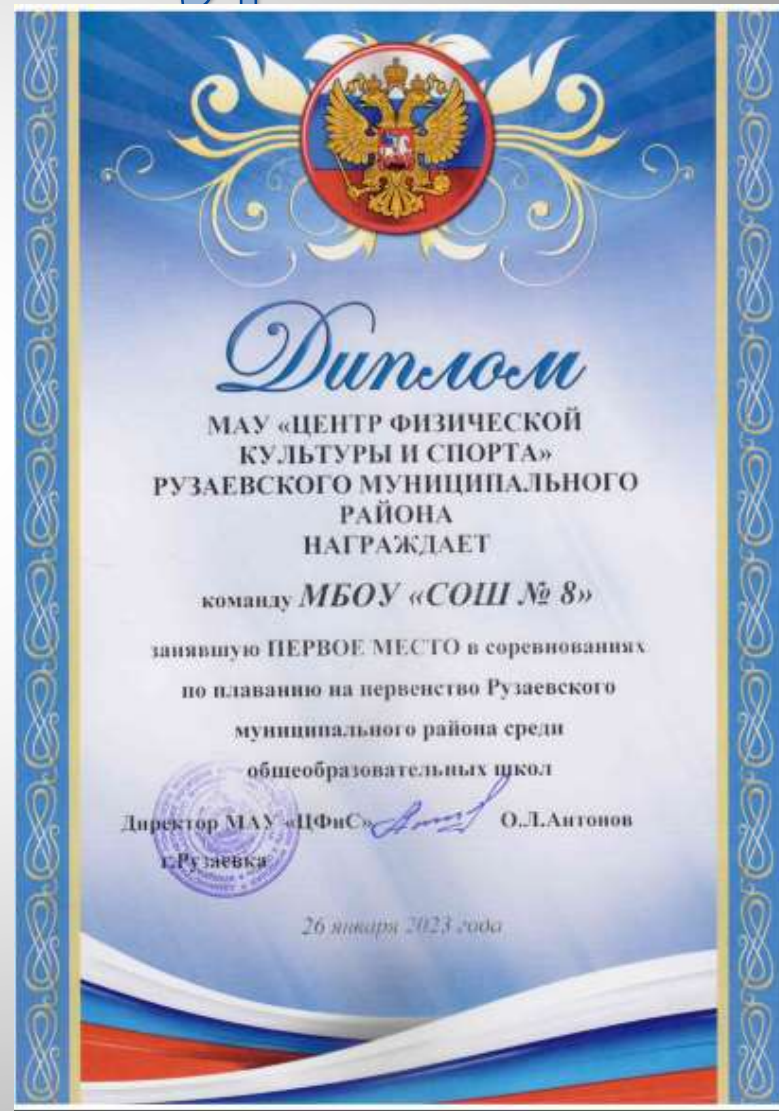 Диплом
МАУ «ЦЕНТР ФИЗИЧЕСКОЙ
КУЛЬТУРЫ И СПОРТА»
РУЗАЕВСКОГО МУНИЦИПАЛЬНОГО
РАЙОНА
НАГРАЖДАЕТ
команду МБОУ «СОШ № 8»
занявшую ПЕРВОЕ МЕСТО в соревнованиях
по плаванию на первенство Рузаевского
муниципального района среди
общеобразовательных школ
Директор МАУ «ЦФиС» О.Л.Антонов
г.Рузаевка
26 января 2023 года